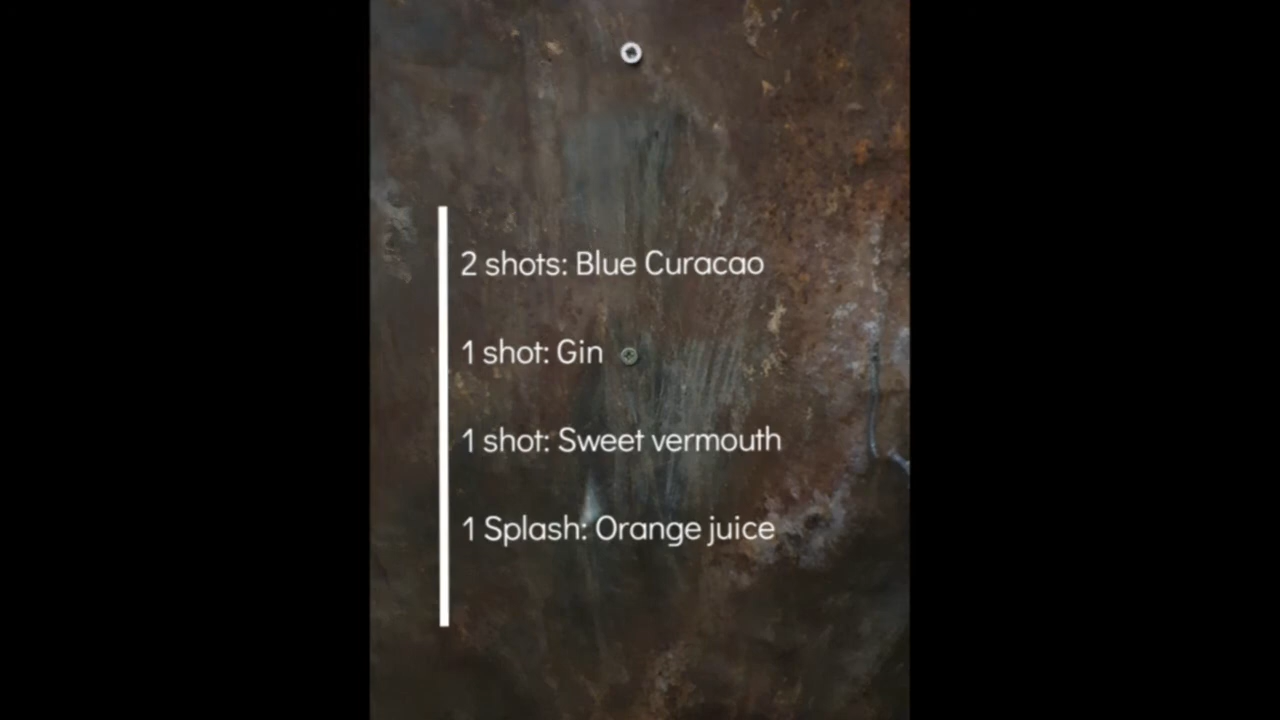 2 shots: Blue Curacao
1 shot: Gin
1 shot: Sweet vermouth
1 Splash: Orange juice